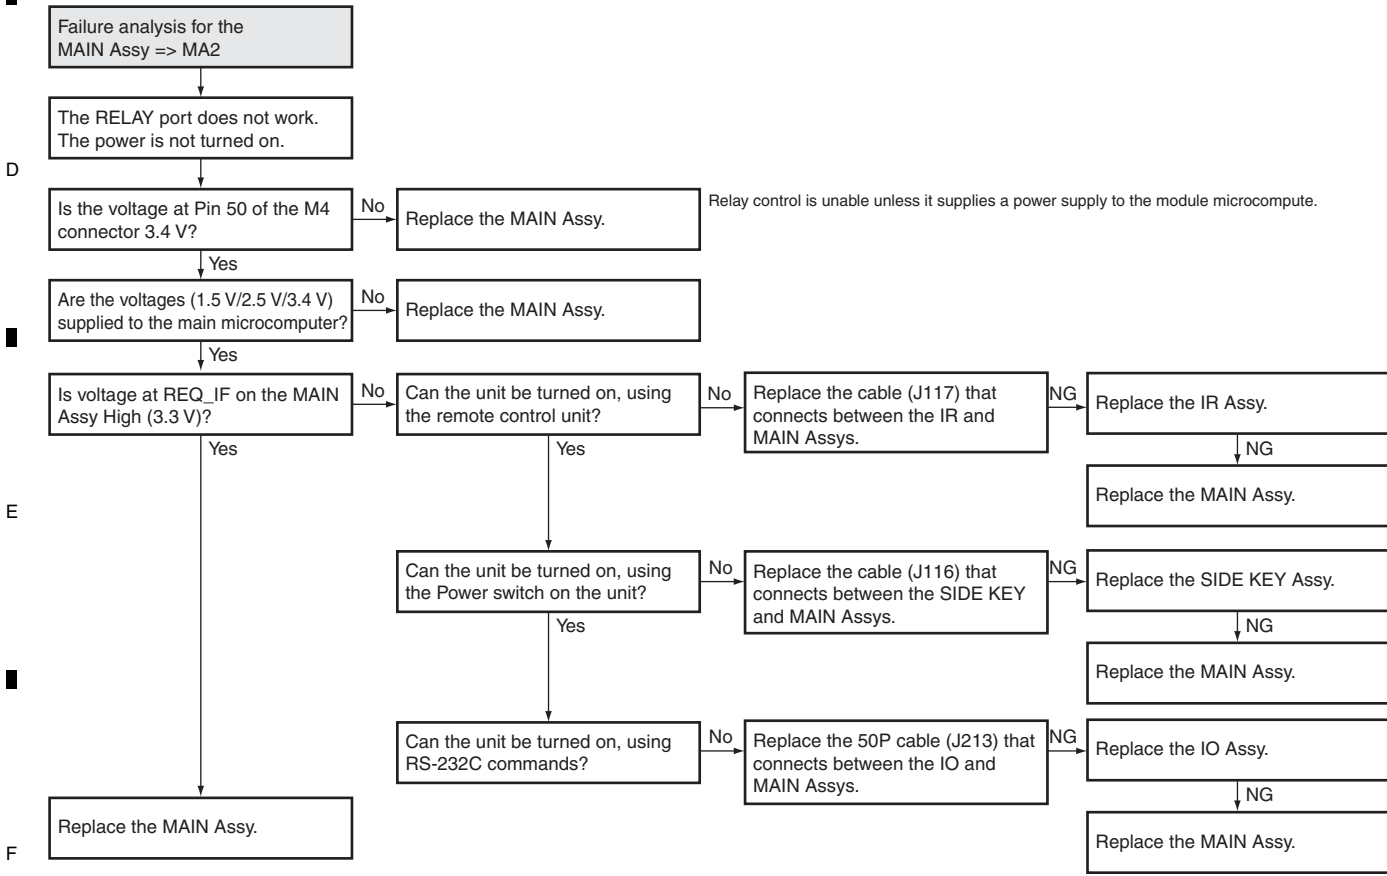 Failure analysis for the
MAIN Assy => MA2
The RELAY port does not work.
The power is not turned on.
D
Is the voltage at Pin 50 of the M4
connector 3.4 V?
No
Replace the MAIN Assy.
Relay control is unable unless it supplies a power supply to the module microcompute.
Yes
Are the voltages (1.5 V/2.5 V/3.4 V)
supplied to the main microcomputer?
No
Replace the MAIN Assy.
Yes
Is voltage at REQ_IF on the MAIN
Assy High (3.3 V)?
No
Can the unit be turned on, using
the remote control unit?
No
Replace the cable (J117) that
connects between the IR and
MAIN Assys.
NG
Replace the IR Assy.
Yes
Yes
NG
Replace the MAIN Assy.
E
Can the unit be turned on, using
the Power switch on the unit?
No
Replace the cable (J116) that
connects between the SIDE KEY
and MAIN Assys.
NG
Replace the SIDE KEY Assy.
Yes
NG
Replace the MAIN Assy.
Can the unit be turned on, using
RS-232C commands?
No
Replace the 50P cable (J213) that
connects between the IO and
MAIN Assys.
NG
Replace the IO Assy.
NG
Replace the MAIN Assy.
Replace the MAIN Assy.
F